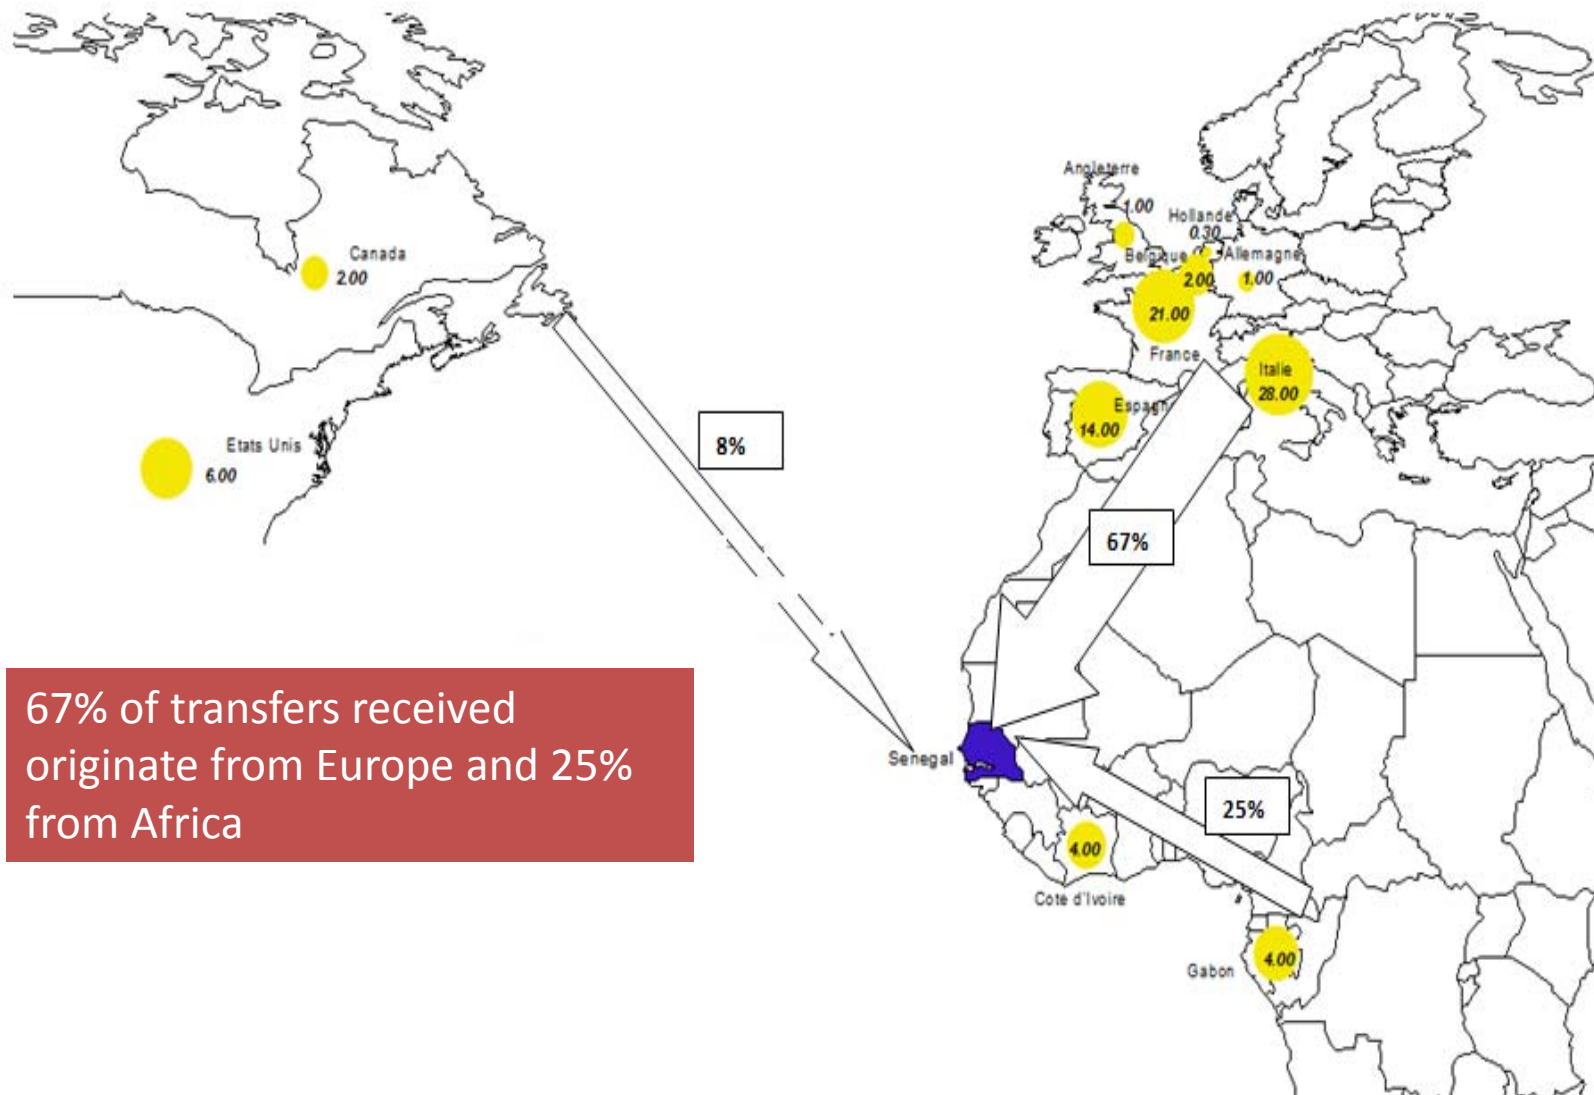 Angleterre
1.00
Hollande
0.30
Canada
2.00
Belgique
2.00
Allemagne
1.00
21.00
France
Italie
28.00
Espagn
14.00
8%
Etats Unis
6.00
67%
67% of transfers received
originate from Europe and 25%
from Africa
Senegal
25%
4.00
Cote d'Ivoire
Gabon
4.00